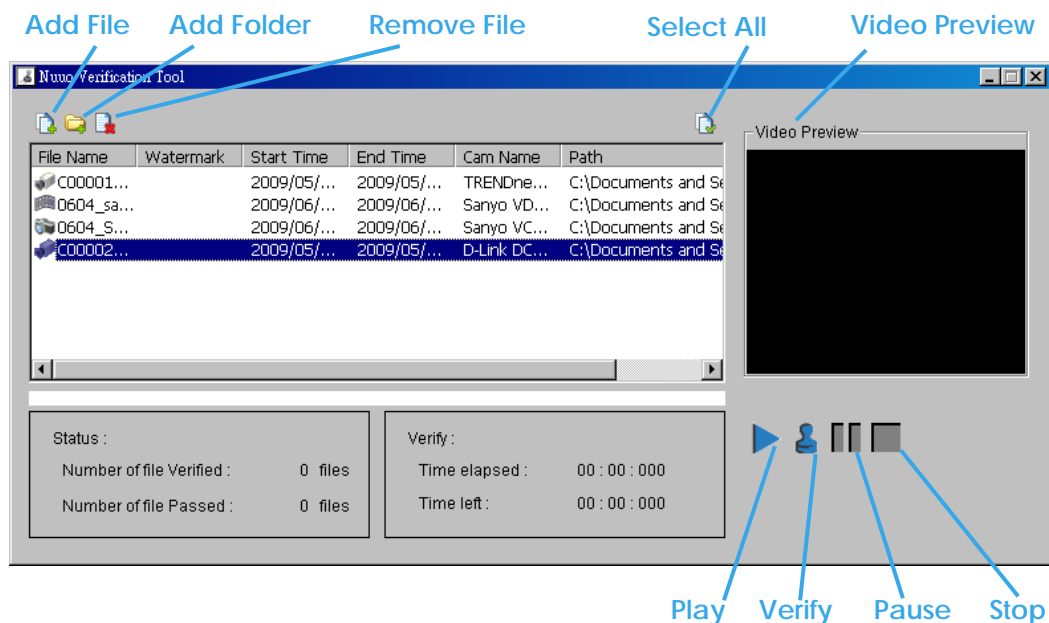 Add File Add Folder Remove File Select All Video Preview
Nuuo Verification Tool
Video Preview
File Name Watermark Start Time End Time Cam Name Path
C00001... 2009/05/... 2009/05/... TRENDne... C:\Documents and Se
0604_sa... 2009/06/... 2009/06/... Sanyo VD... C:\Documents and Se
0604_S... 2009/06/... 2009/06/... Sanyo VC... C:\Documents and Se
C00002... 2009/05/... 2009/05/... D-Link DC... C:\Documents and Se
Status : Verify :
Number of file Verified : 0 files Time elapsed : 00 : 00 : 000
Number of file Passed : 0 files Time left : 00 : 00 : 000
Play Verify Pause Stop